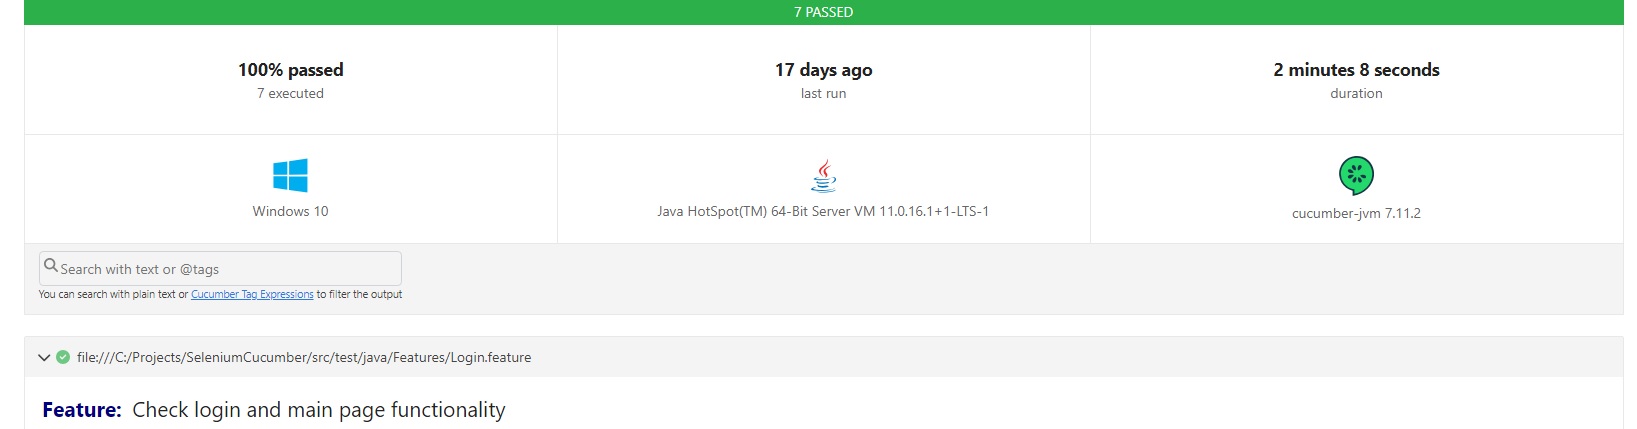 7 PASSED
100% passed
7 executed
17 days ago
last run
2 minutes 8 seconds
duration
Windows 10
Java HotSpot(TM) 64-Bit Server VM 11.0.16.1+1-LTS-1
cucumber-jvm 7.11.2
Search with text or @tags
You can search with plain text or Cucumber Tag Expressions to filter the output
file:///C:/Projects/SeleniumCucumber/src/test/java/Features/Login.feature
Feature: Check login and main page functionality